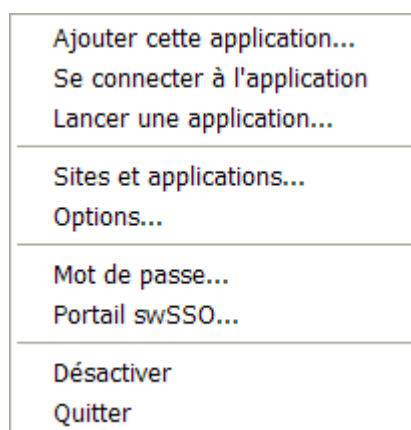 Ajouter cette application...
Se connecter à l'application
Lancer une application...
Sites et applications...
Options...
Mot de passe...
Portail swSSO...
Désactiver
Quitter